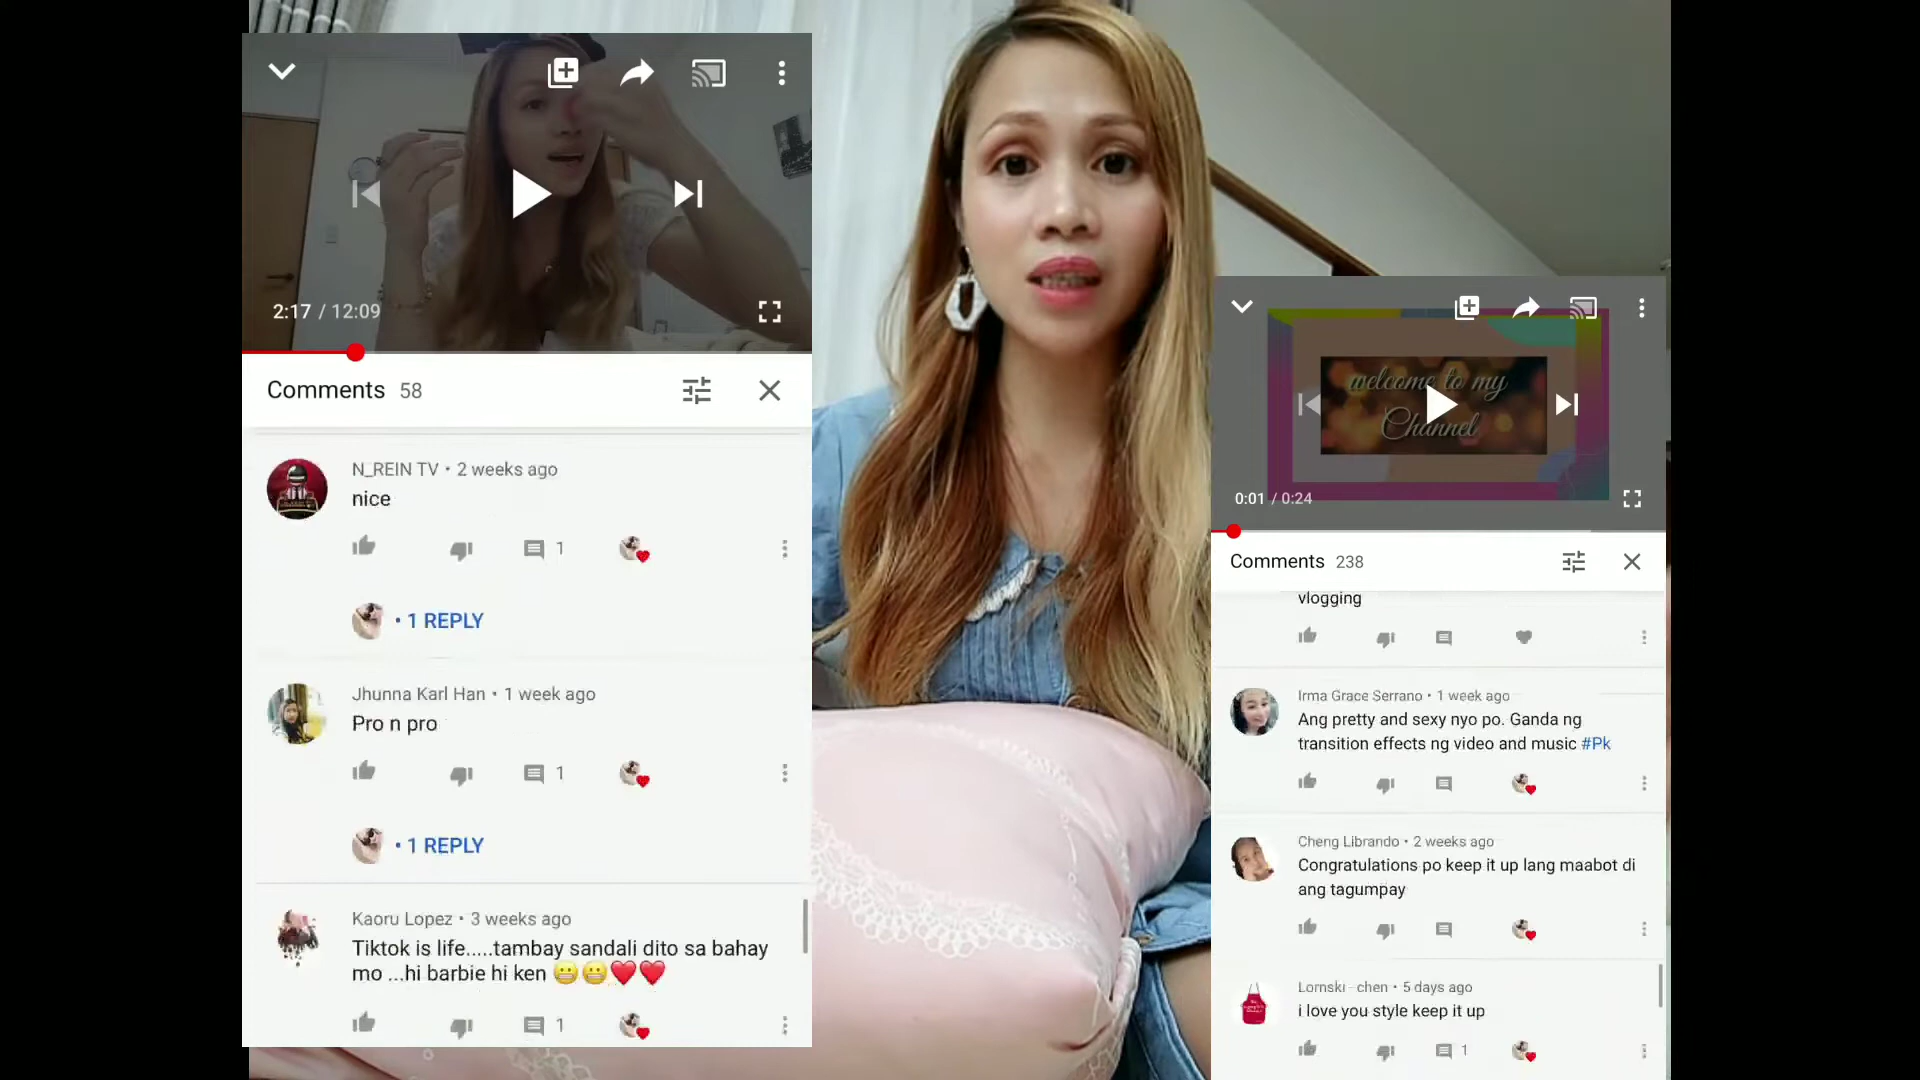 2:17 / 12:09
Comments 58
N_REIN TV • 2 weeks ago
nice
1
• 1 REPLY
Jhunna Karl Han • 1 week ago
Pro n pro
1
• 1 REPLY
Kaoru Lopez • 3 weeks ago
Tiktok is life.....tambay sandali dito sa bahay
mo ...hi barbie hi ken 😬😬❤️❤️
1
welcome to my
Channel
0:01 / 0:24
Comments 238
vlogging
Irma Grace Serrano • 1 week ago
Ang pretty and sexy nyo po. Ganda ng
transition effects ng video and music #Pk
Cheng Librando • 2 weeks ago
Congratulations po keep it up lang maabot di
ang tagumpay
Lornski - chen • 5 days ago
i love you style keep it up
1